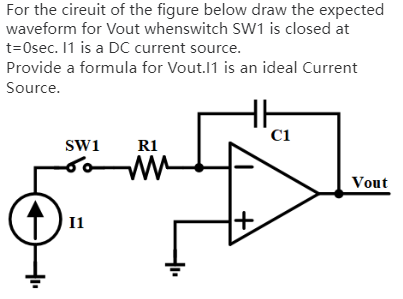 For the cireuit of the figure below draw the expected
waveform for Vout whenswitch SW1 is closed at
t=0sec. I1 is a DC current source.
Provide a formula for Vout.I1 is an ideal Current
Source.
C1
SW1 R1
Vout
I1